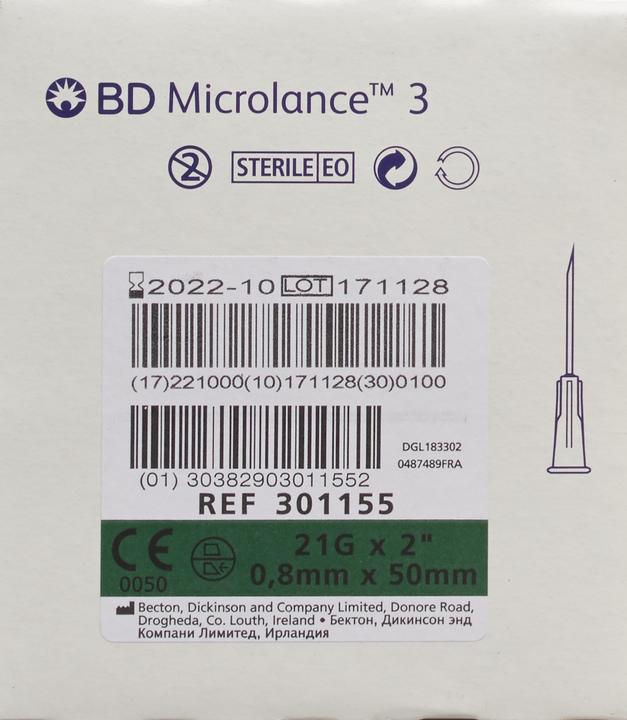 BD Microlance™ 3
2 STERILE EO
2022-10 LOT 171128
(17)221000(10)171128(30)0100
DGL183302
0487489FRA
(01) 30382903011552
REF 301155
CE 21G x 2"
0050 0,8mm x 50mm
Becton, Dickinson and Company Limited, Donore Road,
Drogheda, Co. Louth, Ireland • Бектон, Дикинсон энд
Компани Лимитед, Ирландия